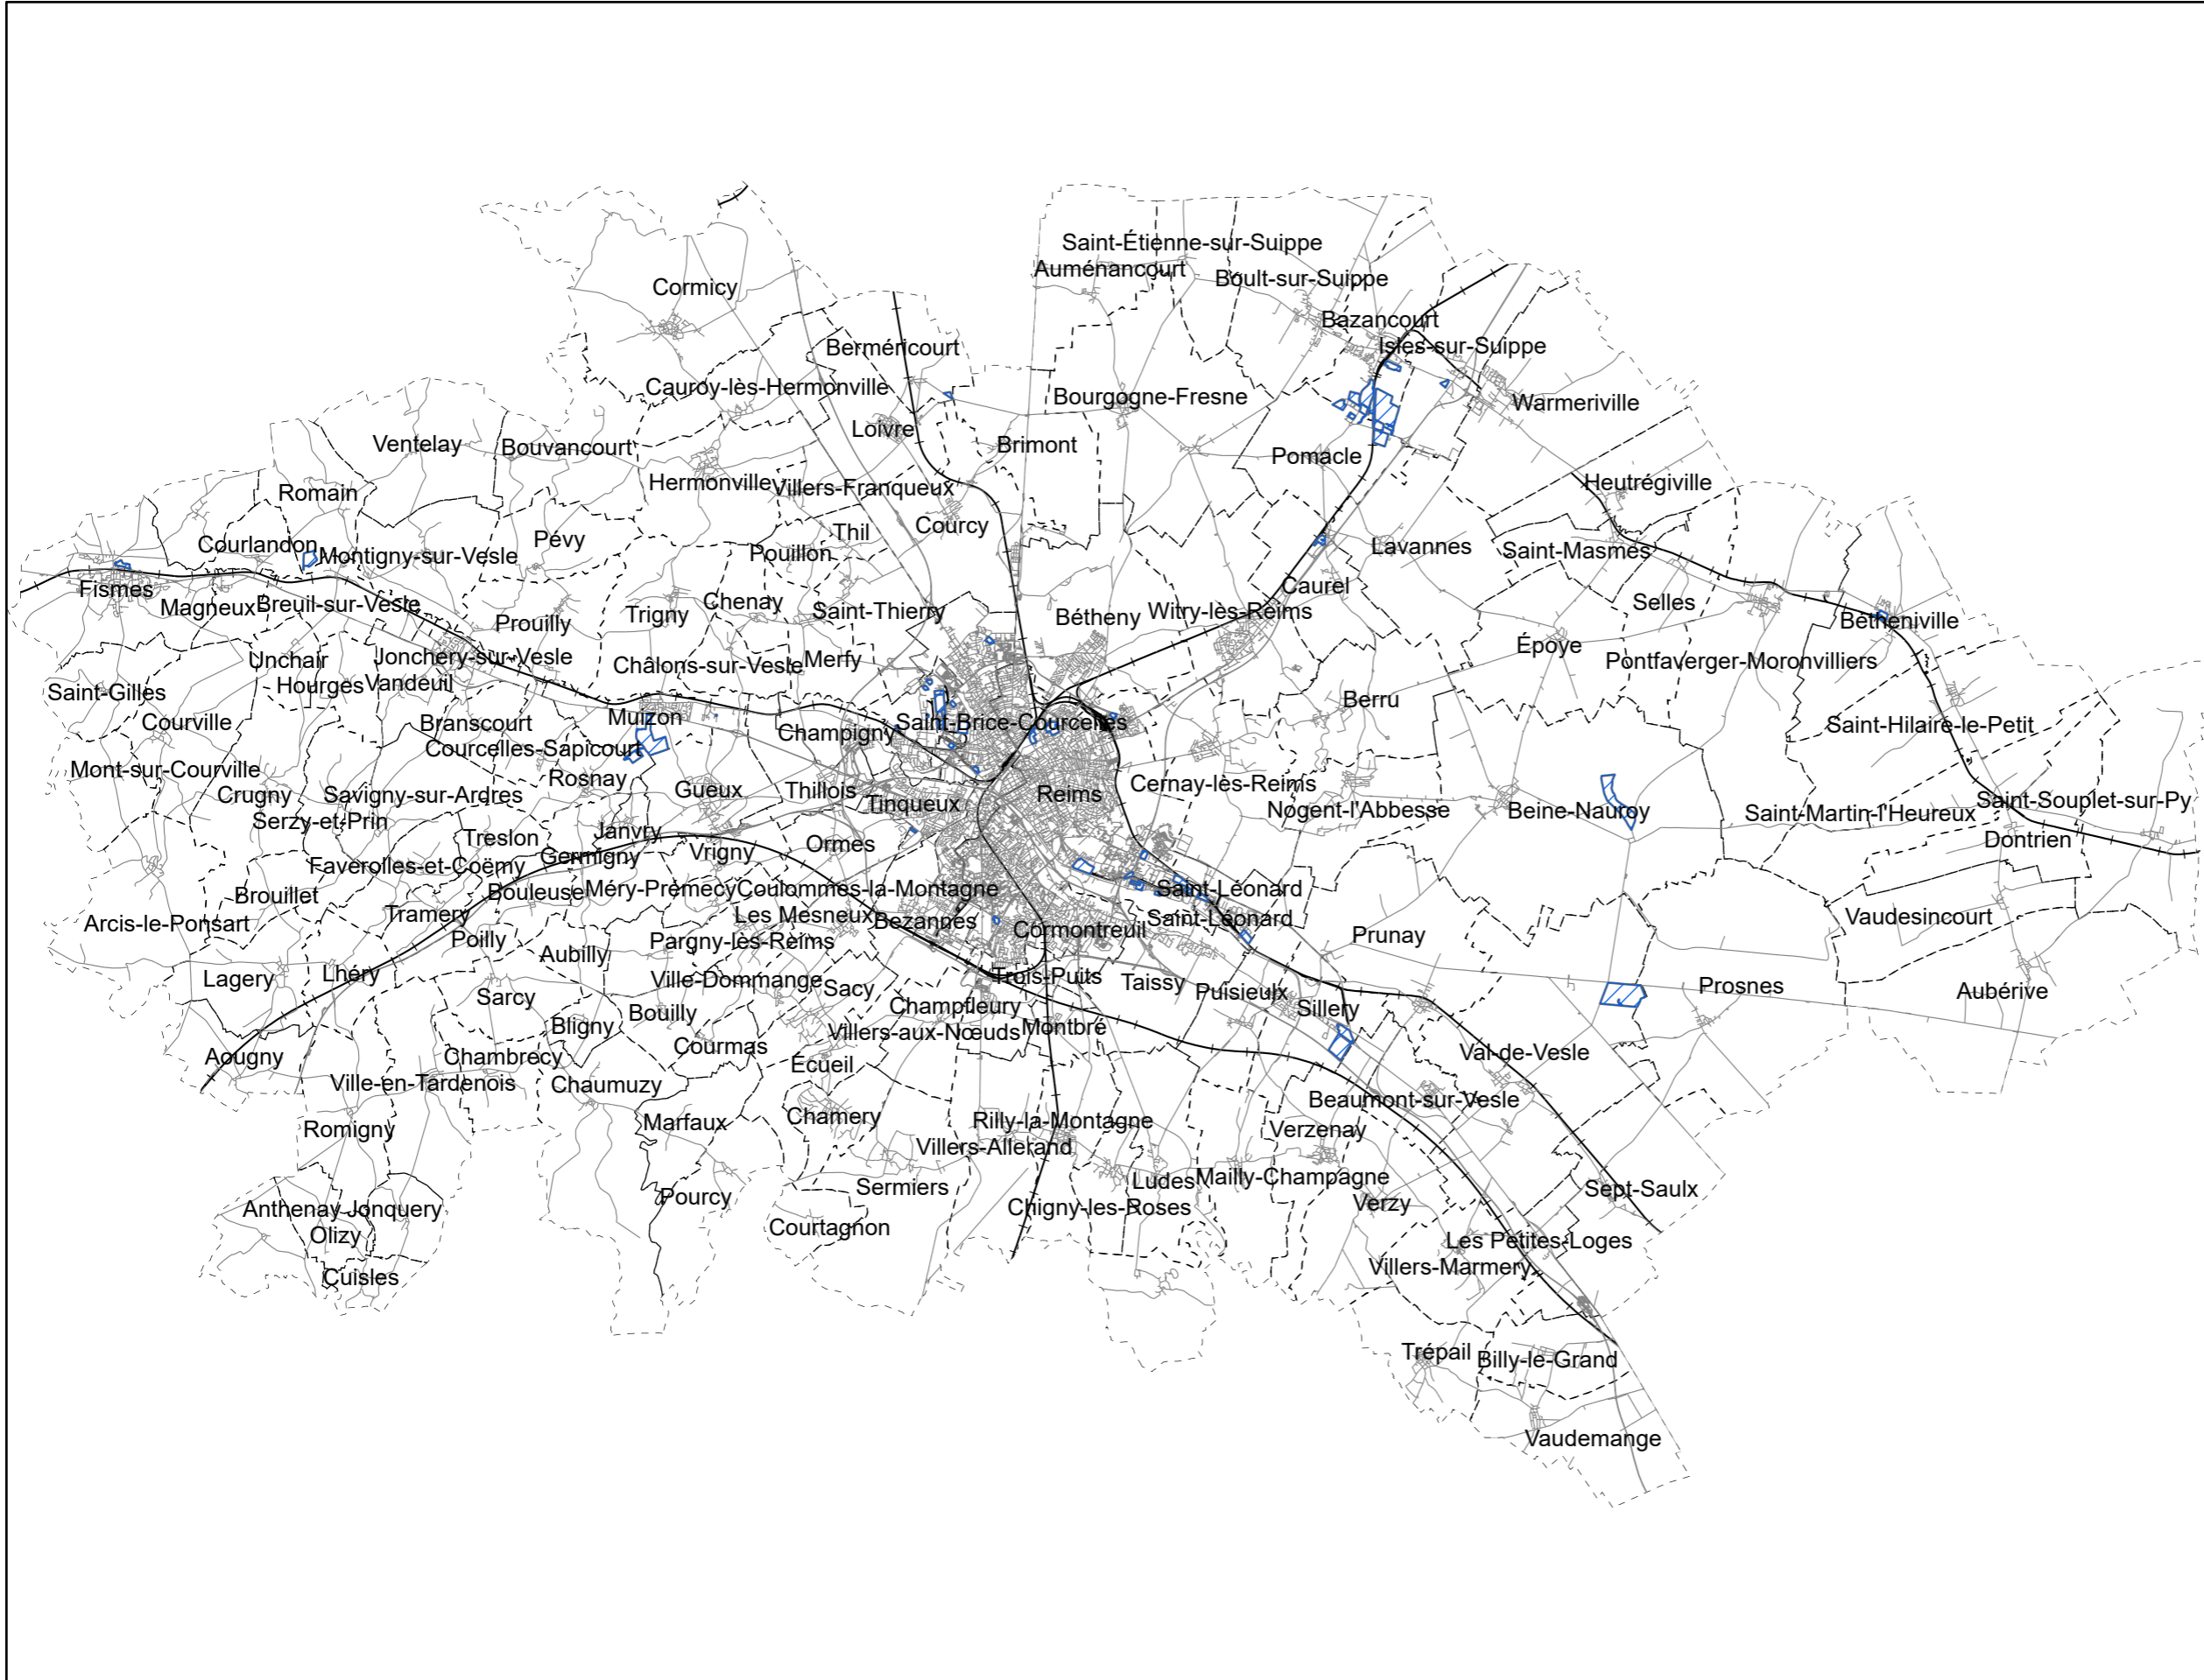 Saint-Étienne-sur-Suippe
Auménancourt
Boult-sur-Suippe
Cormicy
Bazancourt
Isles-sur-Suippe
Berméricourt
Cauroy-lès-Hermonville
Bourgogne-Fresne
Warmeriville
Loivre
Ventelay
Bouvancourt
Brimont
Pomacle
Hermonville
Villers-Franqueux
Heutrégiville
Romain
Courcy
Thil
Pévy
Courlandon
Montigny-sur-Vesle
Pouillon
Lavannes
Saint-Masmes
Fismes
Magneux
Breuil-sur-Vesle
Caurel
Trigny
Chenay
Saint-Thierry
Bétheny
Witry-lès-Reims
Selles
Bétheniville
Prouilly
Époye
Pontfaverger-Moronvilliers
Unchair
Jonchery-sur-Vesle
Châlons-sur-Vesle
Merfy
Hourges
Vandeuil
Saint-Gilles
Berru
Courville
Branscourt
Muizon
Saint-Brice-Courcelles
Champigny
Saint-Hilaire-le-Petit
Courcelles-Sapicourt
Mont-sur-Courville
Rosnay
Crugny
Savigny-sur-Ardres
Gueux
Thillois
Tinqueux
Reims
Cernay-lès-Reims
Nogent-l'Abbesse
Beine-Nauroy
Saint-Martin-l'Heureux
Saint-Souplet-sur-Py
Serzy-et-Prin
Treslon
Janvry
Dontrien
Faverolles-et-Coëmy
Germigny
Vrigny
Ormes
Brouillet
Bouleuse
Méry-Prémecy
Coulommes-la-Montagne
Saint-Léonard
Arcis-le-Ponsart
Tramery
Les Mesneux
Bezannes
Saint-Léonard
Vaudesincourt
Poilly
Aubilly
Pargny-lès-Reims
Cormontreuil
Prunay
Lagery
Lhéry
Ville-Dommange
Sacy
Trois-Puits
Taissy
Puisieulx
Prosnes
Aubérive
Sarcy
Bouilly
Champfleury
Sillery
Bligny
Villers-aux-Nœuds
Montbré
Aougny
Chambrecy
Courmas
Écueil
Val-de-Vesle
Ville-en-Tardenois
Chaumuzy
Beaumont-sur-Vesle
Romigny
Marfaux
Chamery
Rilly-la-Montagne
Verzenay
Villers-Allerand
Ludes
Mailly-Champagne
Anthenay
Jonquery
Pourcy
Sermiers
Chigny-les-Roses
Verzy
Sept-Saulx
Olizy
Courtagnon
Les Petites-Loges
Cuisles
Villers-Marmery
Trépail
Billy-le-Grand
Vaudemange